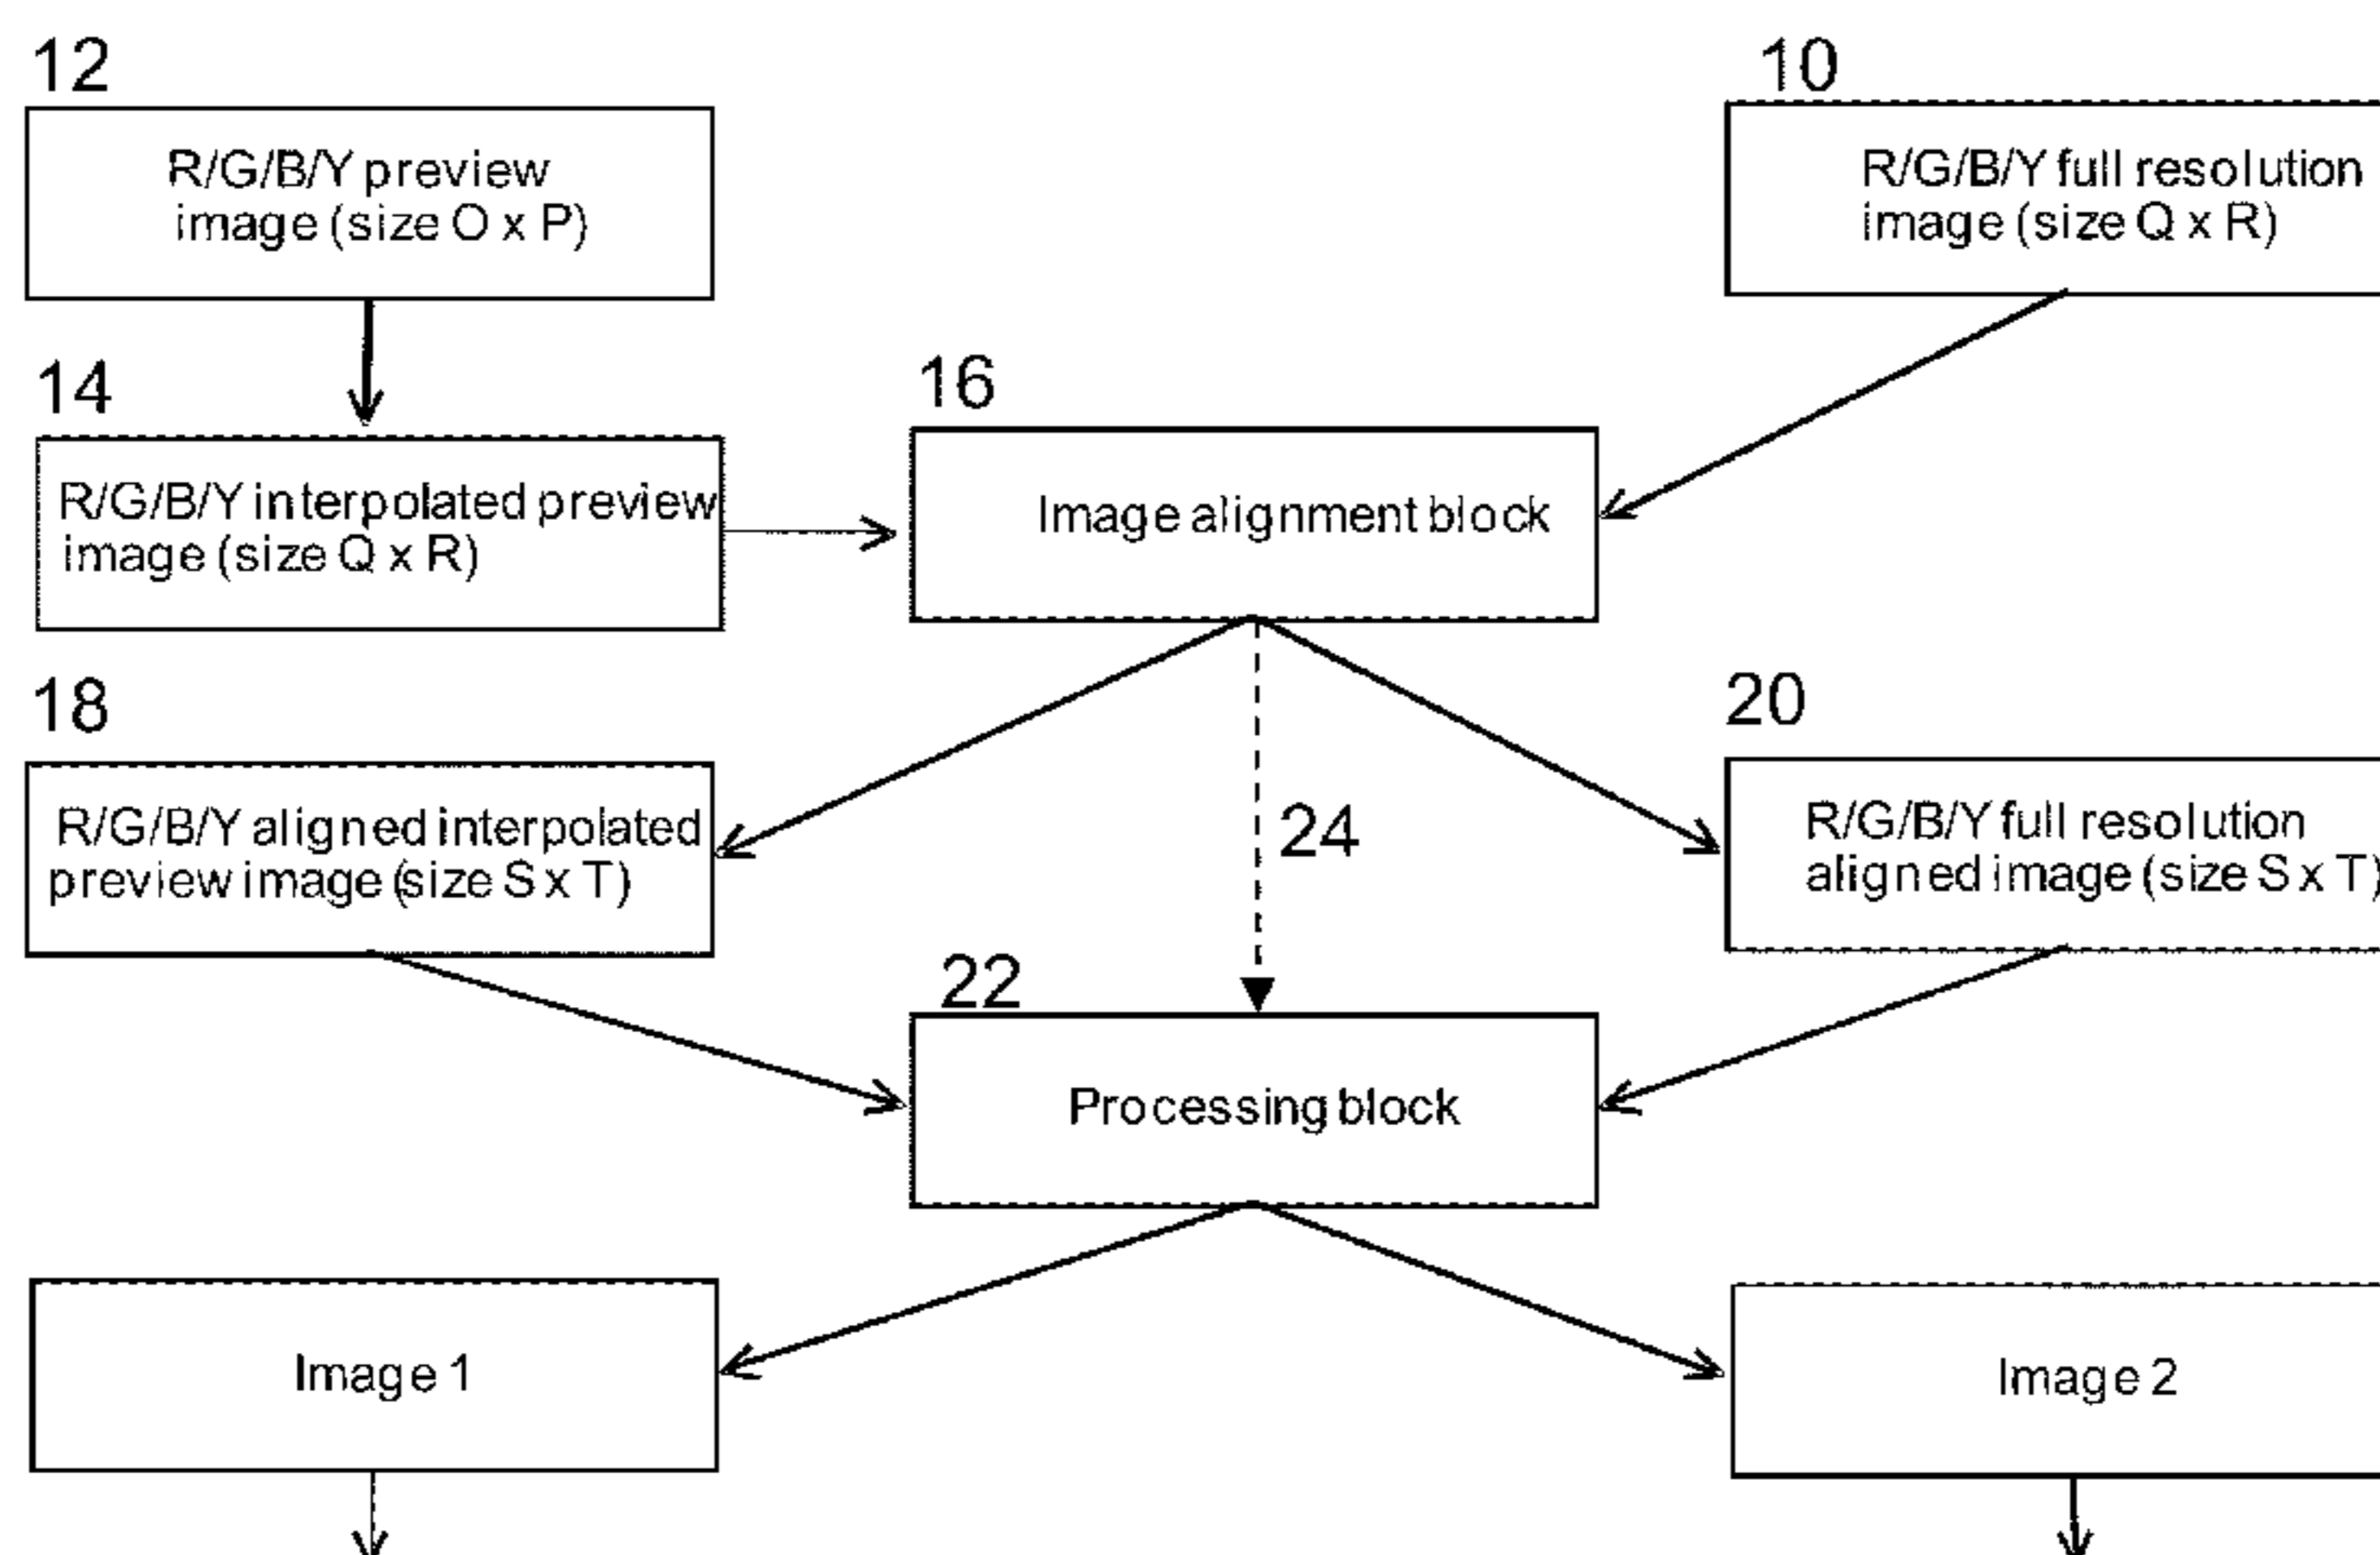 12
10
R/G/B/Y preview
image (size O x P)
R/G/B/Y full resolution
image (size Q x R)
14
16
R/G/B/Y interpolated preview
image (size Q x R)
Image alignment block
18
20
R/G/B/Y aligned interpolated
preview image (size S x T)
24
R/G/B/Y full resolution
aligned image (size S x T)
22
Processing block
Image 1
Image 2